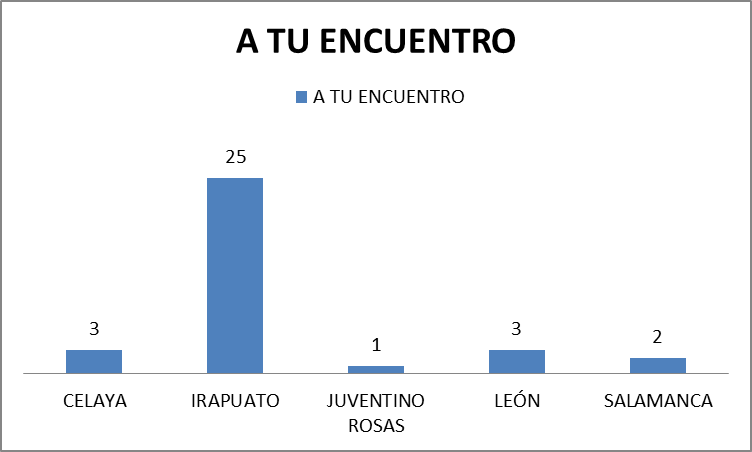 A TU ENCUENTRO
A TU ENCUENTRO
25
3
3
2
1
CELAYA
IRAPUATO
JUVENTINO
ROSAS
LEÓN
SALAMANCA